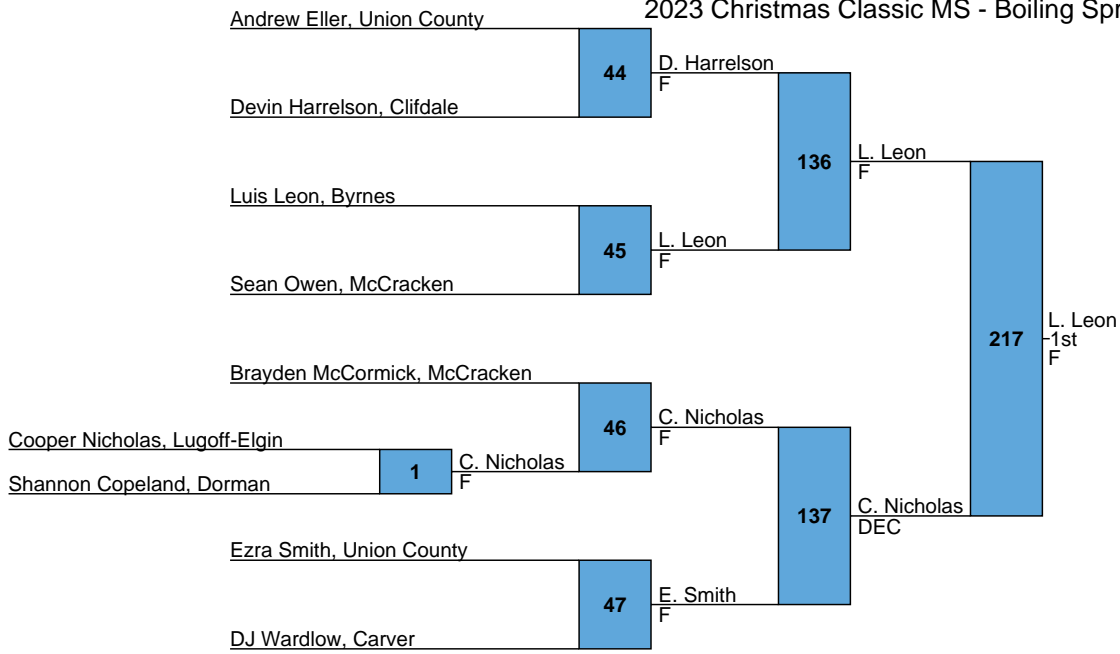 2023 Christmas Classic MS - Boiling Spr
Andrew Eller, Union County
44
D. Harrelson
F
Devin Harrelson, Clifdale
136
L. Leon
F
Luis Leon, Byrnes
45
L. Leon
F
Sean Owen, McCracken
217
L. Leon
1st
F
Brayden McCormick, McCracken
46
C. Nicholas
F
Cooper Nicholas, Lugoff-Elgin
1
C. Nicholas
F
Shannon Copeland, Dorman
137
C. Nicholas
DEC
Ezra Smith, Union County
47
E. Smith
F
DJ Wardlow, Carver